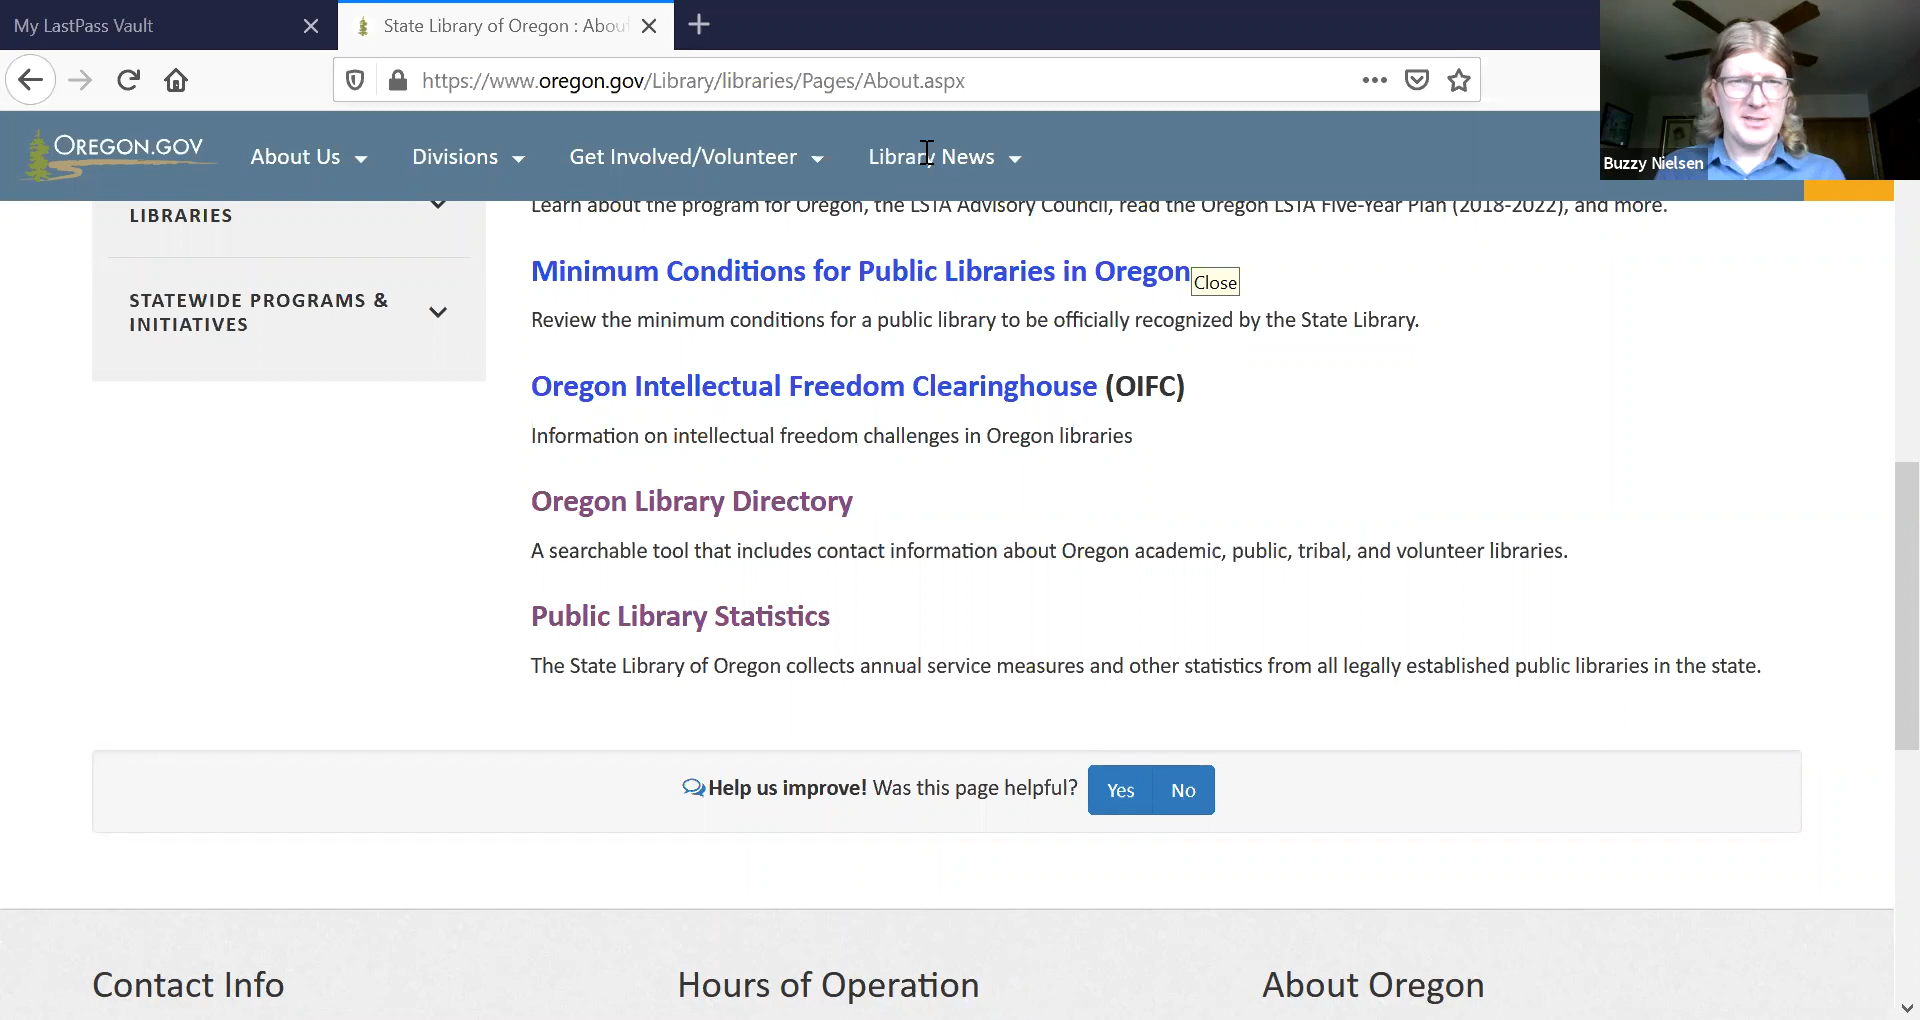 My LastPass Vault
State Library of Oregon : Abou
https://www.oregon.gov/Library/libraries/Pages/About.aspx
Buzzy Nielsen
OREGON.GOV
About Us
Divisions
Get Involved/Volunteer
Library News
LIBRARIES
STATEWIDE PROGRAMS &
INITIATIVES
Learn about the program for Oregon, the LSTA Advisory Council, read the Oregon LSTA Five-Year Plan (2018-2022), and more.
Minimum Conditions for Public Libraries in Oregon
Close
Review the minimum conditions for a public library to be officially recognized by the State Library.
Oregon Intellectual Freedom Clearinghouse (OIFC)
Information on intellectual freedom challenges in Oregon libraries
Oregon Library Directory
A searchable tool that includes contact information about Oregon academic, public, tribal, and volunteer libraries.
Public Library Statistics
The State Library of Oregon collects annual service measures and other statistics from all legally established public libraries in the state.
Help us improve! Was this page helpful?
Yes
No
Contact Info
Hours of Operation
About Oregon